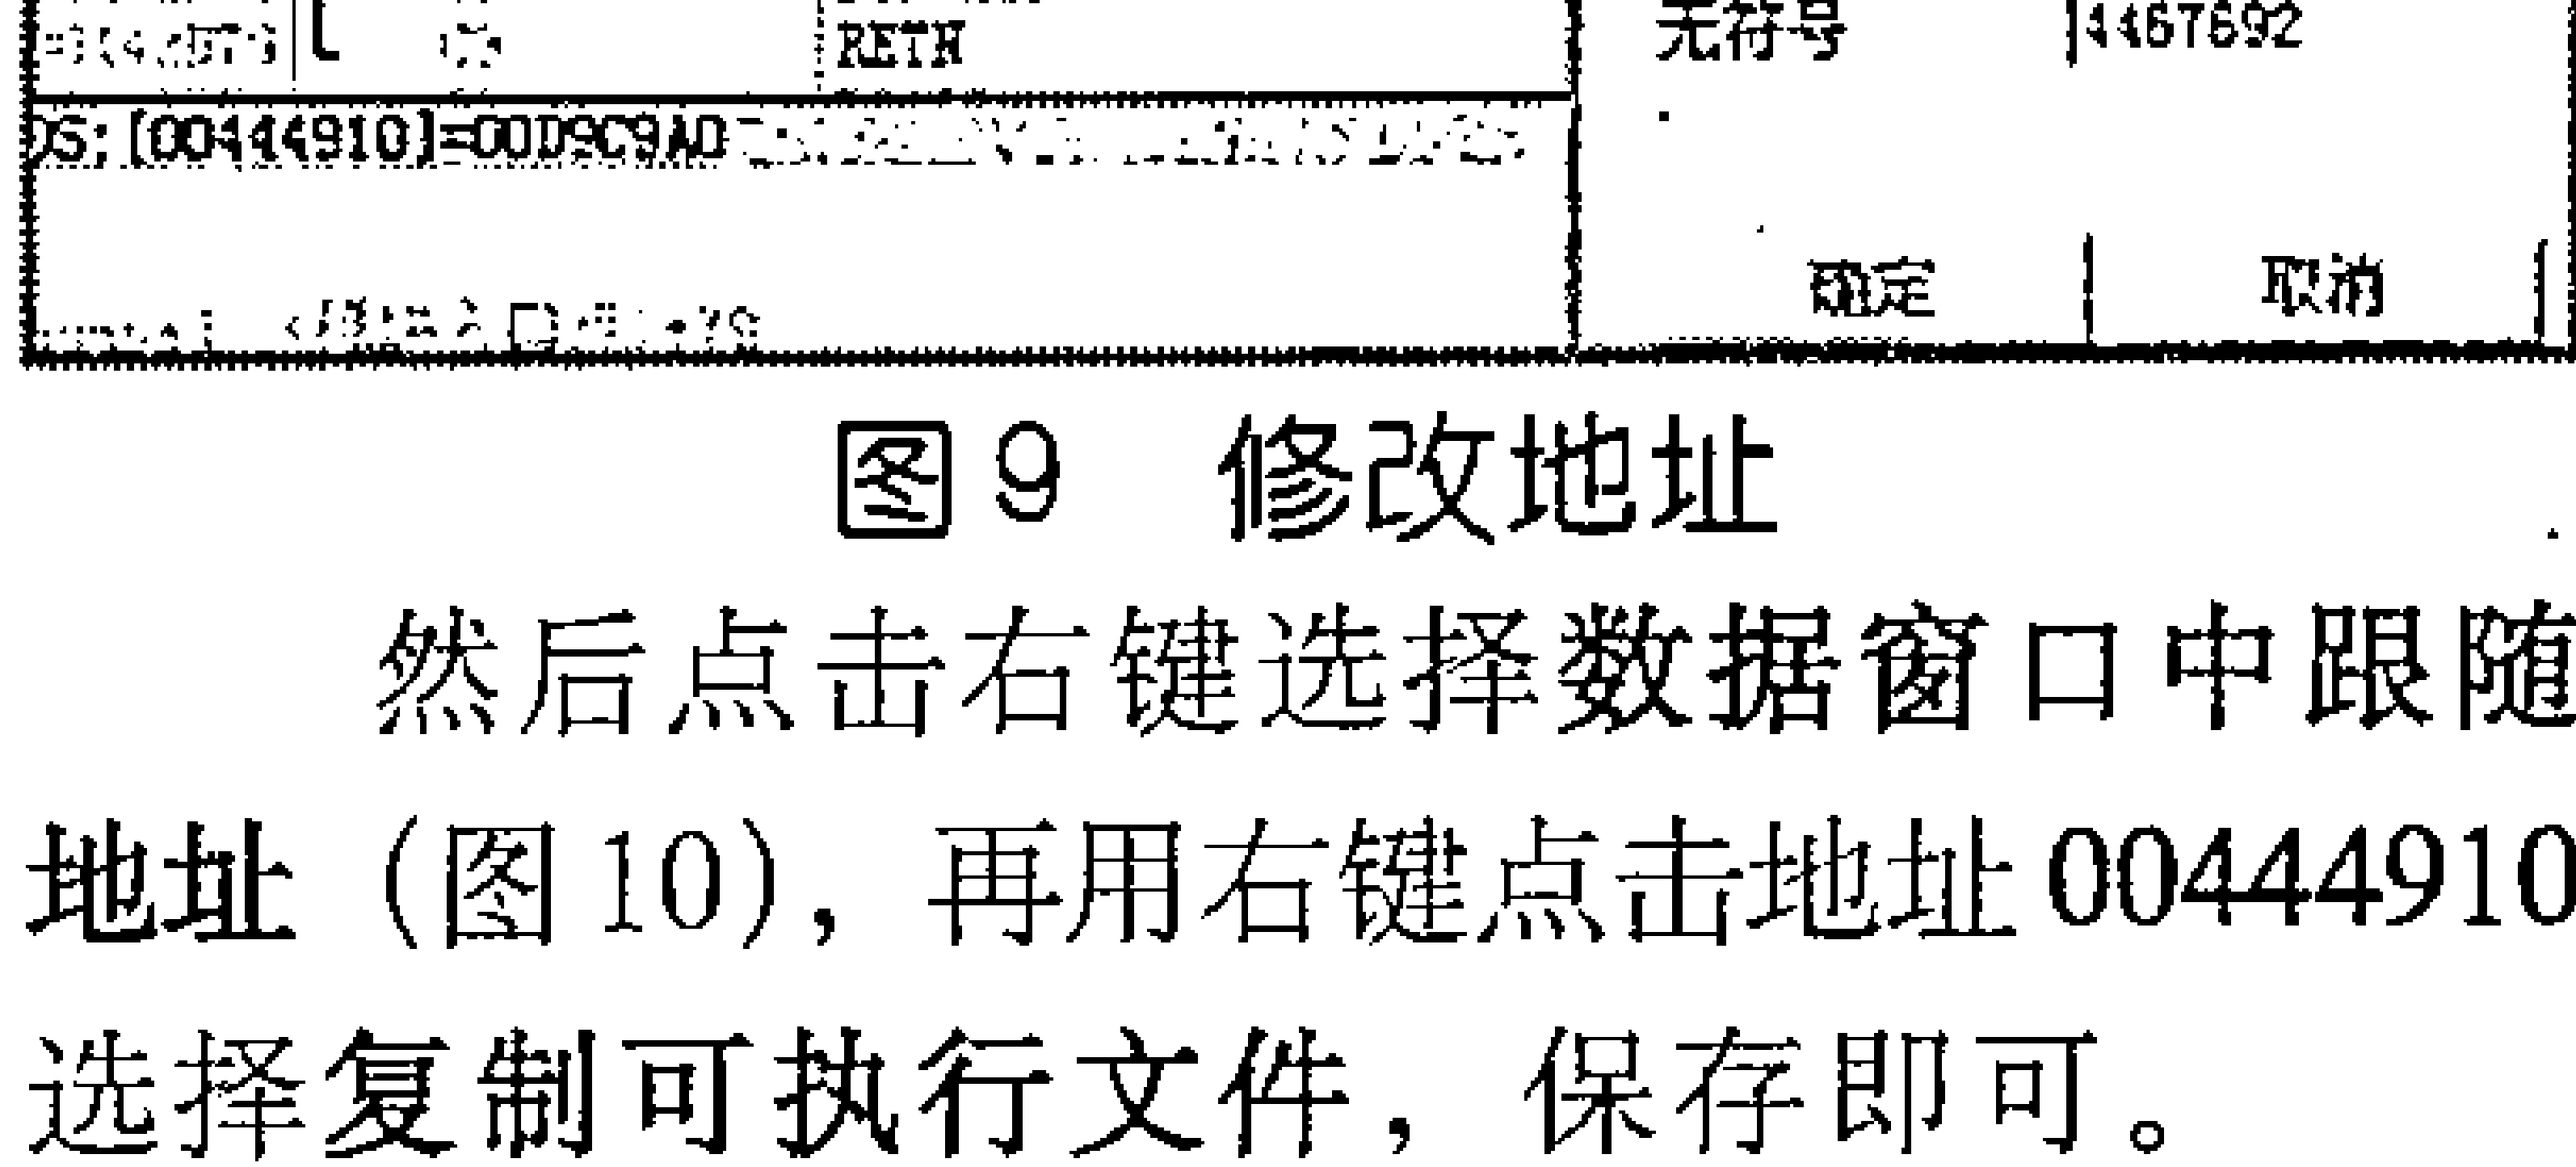 RETN
无符号 4467692
DS:[00444910]=00D9C9A0
确定 取消
图9 修改地址
然后点击右键选择数据窗口中跟随
地址(图10),再用右键点击地址00444910
选择复制可执行文件,保存即可。